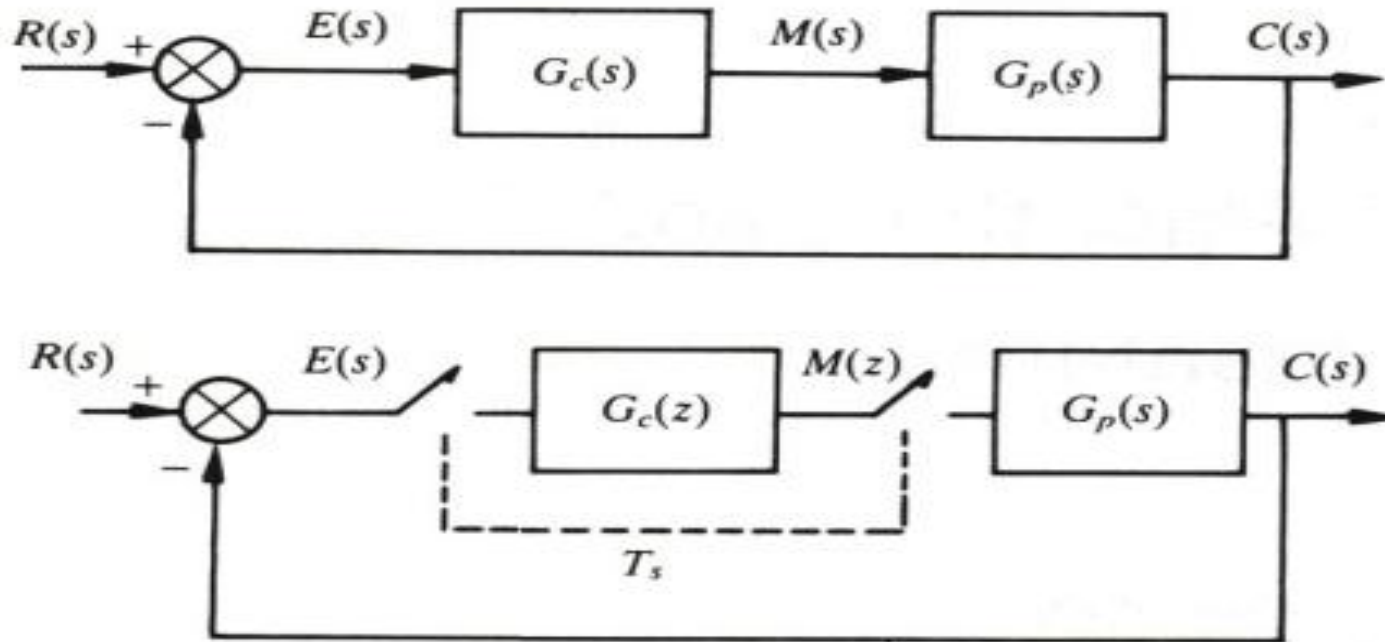 R(s) + E(s) G_c(s) M(s) G_p(s) C(s)
−
R(s) + E(s) G_c(z) M(z) G_p(s) C(s)
−
T_s